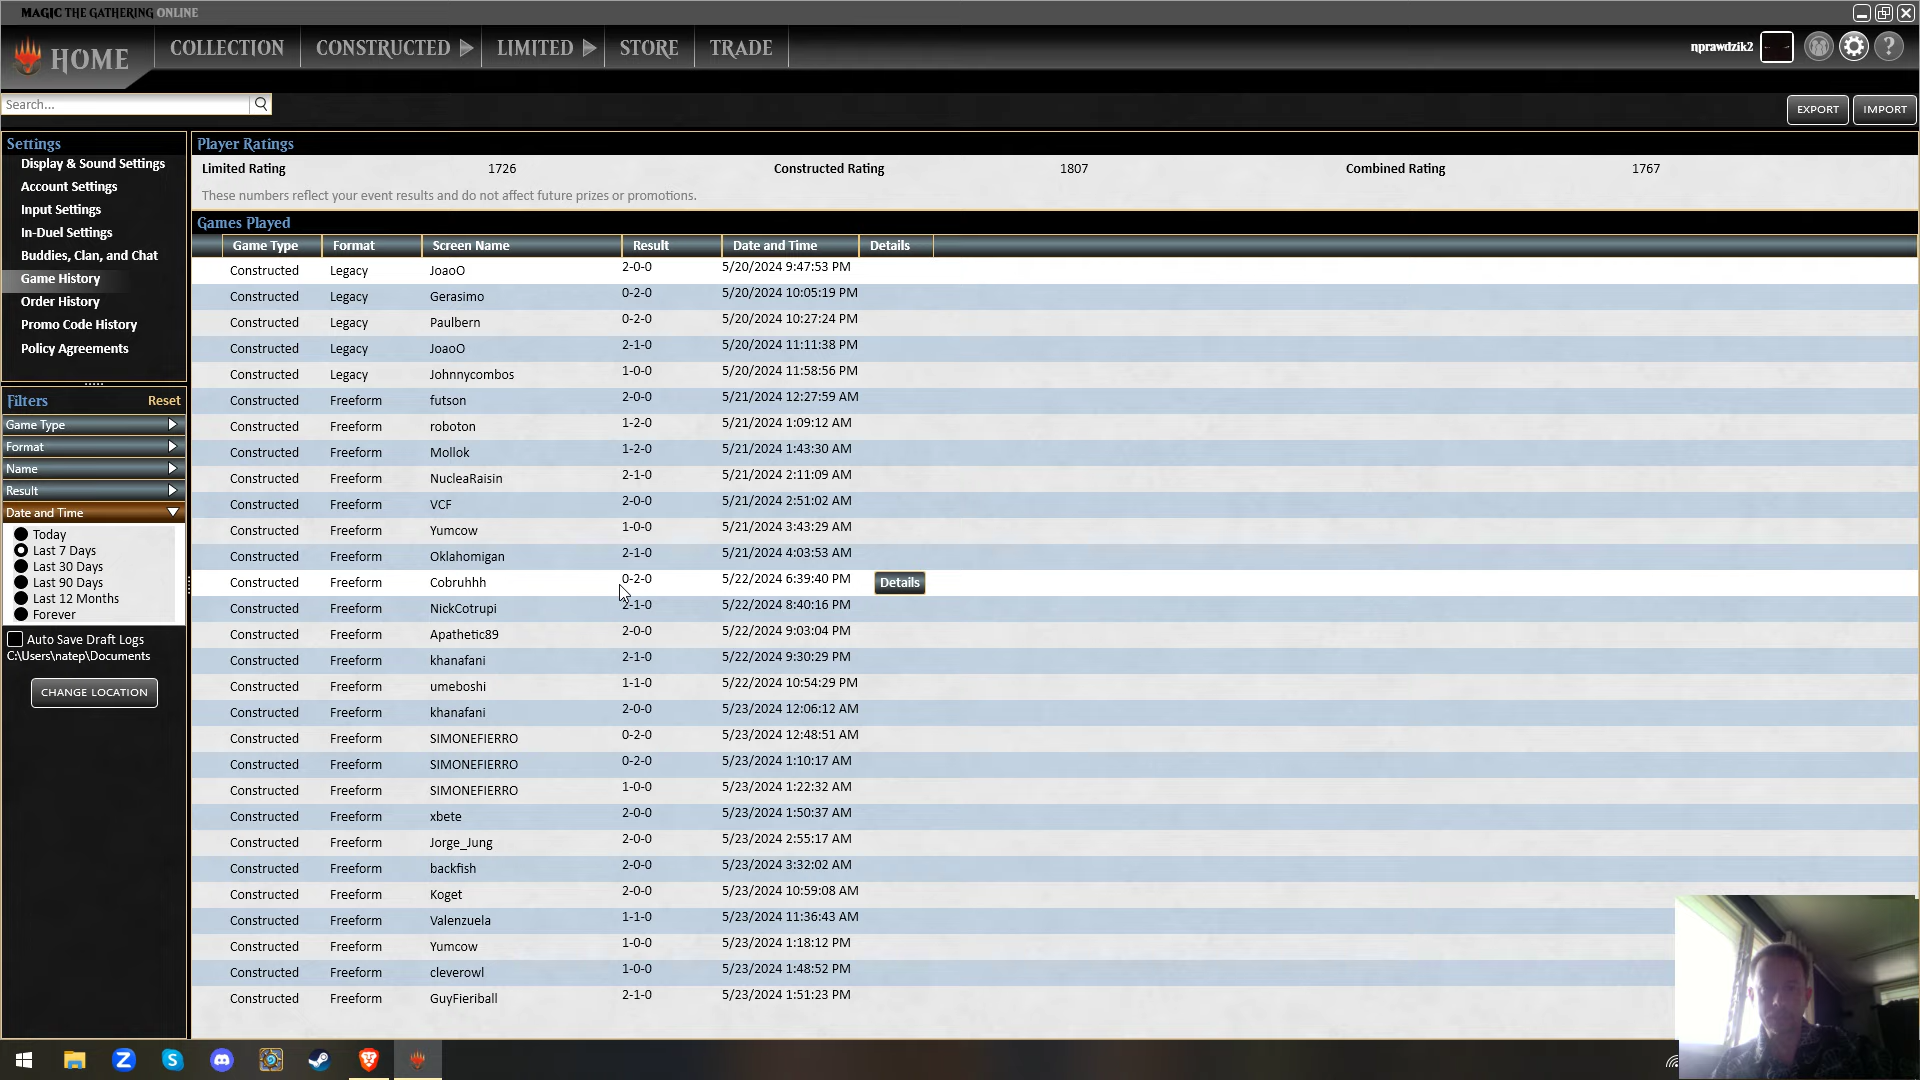 MAGIC THE GATHERING ONLINE
HOME
COLLECTION
CONSTRUCTED
LIMITED
STORE
TRADE
nprawdzik2
?
Search...
EXPORT
IMPORT
Settings
Display & Sound Settings
Account Settings
Input Settings
In-Duel Settings
Buddies, Clan, and Chat
Game History
Order History
Promo Code History
Policy Agreements
Filters Reset
Game Type
Format
Name
Result
Date and Time
Today
Last 7 Days
Last 30 Days
Last 90 Days
Last 12 Months
Forever
Auto Save Draft Logs
C:\Users\natep\Documents
CHANGE LOCATION
Player Ratings
Limited Rating 1726 Constructed Rating 1807 Combined Rating 1767
These numbers reflect your event results and do not affect future prizes or promotions.
Games Played
Game Type Format Screen Name Result Date and Time Details
Constructed Legacy JoaoO 2-0-0 5/20/2024 9:47:53 PM
Constructed Legacy Gerasimo 0-2-0 5/20/2024 10:05:19 PM
Constructed Legacy Paulbern 0-2-0 5/20/2024 10:27:24 PM
Constructed Legacy JoaoO 2-1-0 5/20/2024 11:11:38 PM
Constructed Legacy Johnnycombos 1-0-0 5/20/2024 11:58:56 PM
Constructed Freeform futson 2-0-0 5/21/2024 12:27:59 AM
Constructed Freeform roboton 1-2-0 5/21/2024 1:09:12 AM
Constructed Freeform Mollok 1-2-0 5/21/2024 1:43:30 AM
Constructed Freeform NucleaRaisin 2-1-0 5/21/2024 2:11:09 AM
Constructed Freeform VCF 2-0-0 5/21/2024 2:51:02 AM
Constructed Freeform Yumcow 1-0-0 5/21/2024 3:43:29 AM
Constructed Freeform Oklahomigan 2-1-0 5/21/2024 4:03:53 AM
Constructed Freeform Cobruhhh 0-2-0 5/22/2024 6:39:40 PM Details
Constructed Freeform NickCotrupi 2-1-0 5/22/2024 8:40:16 PM
Constructed Freeform Apathetic89 2-0-0 5/22/2024 9:03:04 PM
Constructed Freeform khanafani 2-1-0 5/22/2024 9:30:29 PM
Constructed Freeform umeboshi 1-1-0 5/22/2024 10:54:29 PM
Constructed Freeform khanafani 2-0-0 5/23/2024 12:06:12 AM
Constructed Freeform SIMONEFIERRO 0-2-0 5/23/2024 12:48:51 AM
Constructed Freeform SIMONEFIERRO 0-2-0 5/23/2024 1:10:17 AM
Constructed Freeform SIMONEFIERRO 1-0-0 5/23/2024 1:22:32 AM
Constructed Freeform xbete 2-0-0 5/23/2024 1:50:37 AM
Constructed Freeform Jorge_Jung 2-0-0 5/23/2024 2:55:17 AM
Constructed Freeform backfish 2-0-0 5/23/2024 3:32:02 AM
Constructed Freeform Koget 2-0-0 5/23/2024 10:59:08 AM
Constructed Freeform Valenzuela 1-1-0 5/23/2024 11:36:43 AM
Constructed Freeform Yumcow 1-0-0 5/23/2024 1:18:12 PM
Constructed Freeform cleverowl 1-0-0 5/23/2024 1:48:52 PM
Constructed Freeform GuyFieriball 2-1-0 5/23/2024 1:51:23 PM